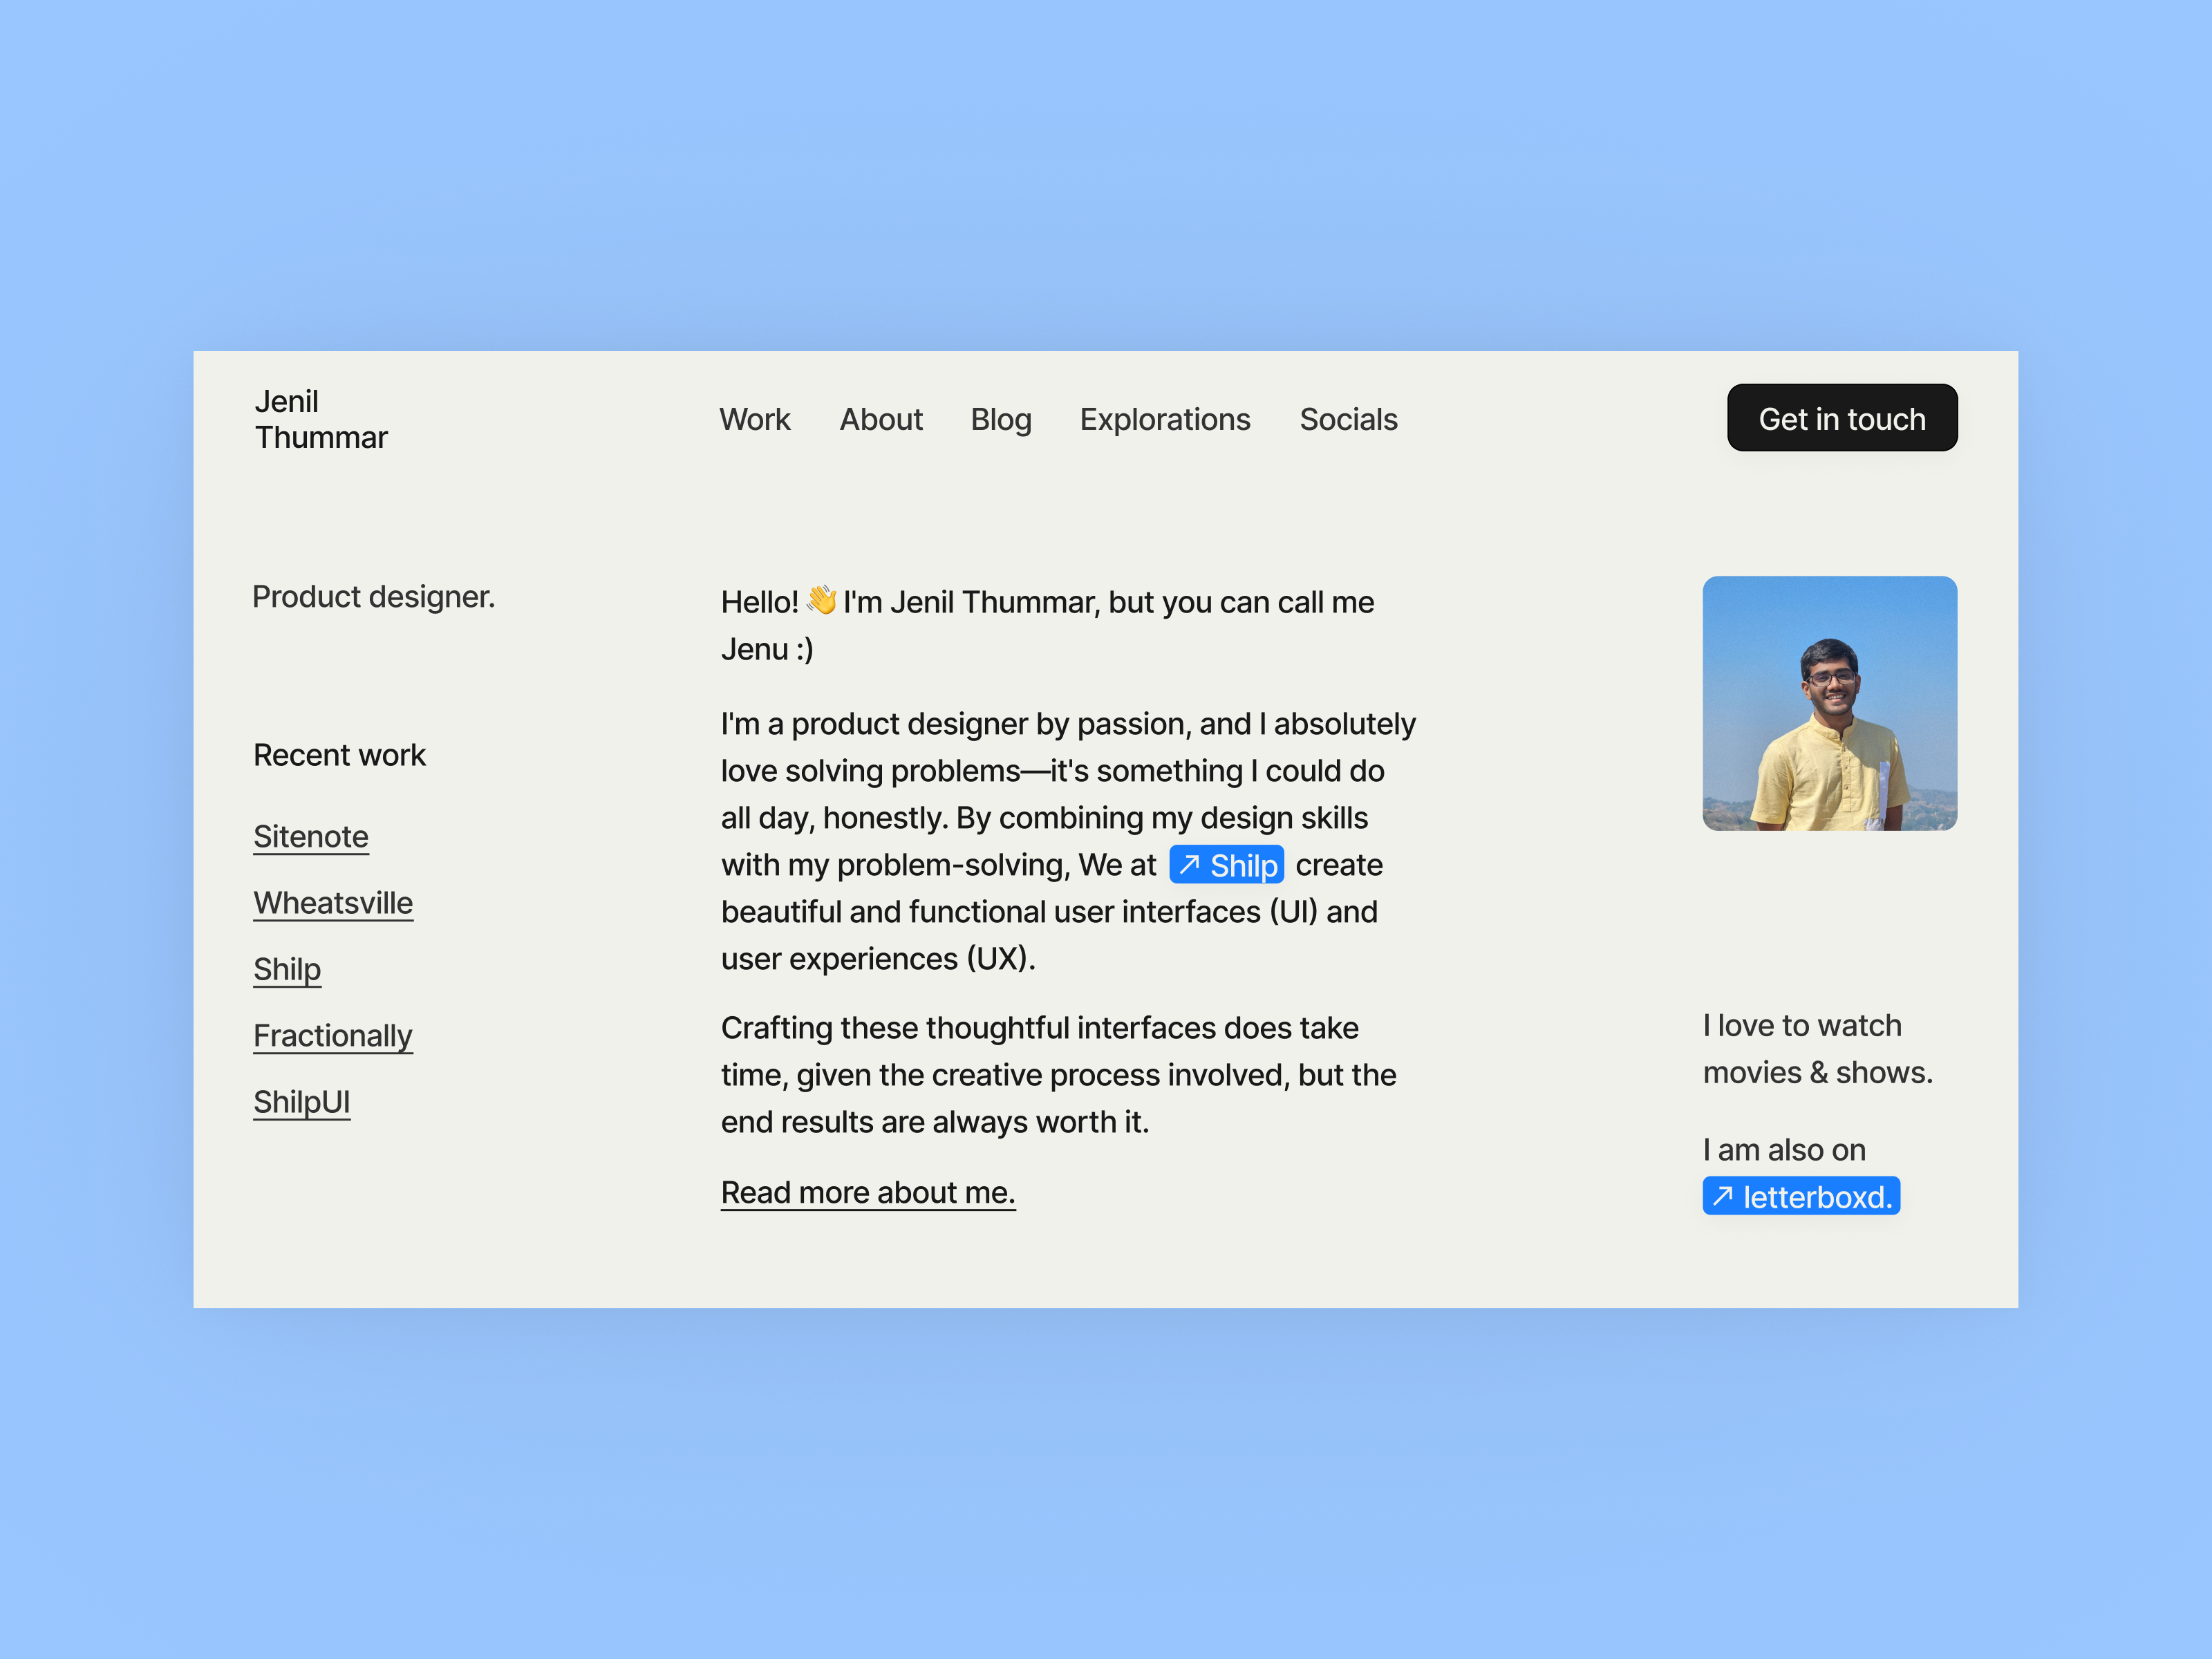 Jenil
Thummar
Work About Blog Explorations Socials
Get in touch
Product designer.
Recent work
Sitenote
Wheatsville
Shilp
Fractionally
ShilpUI
Hello! 👋 I'm Jenil Thummar, but you can call me
Jenu :)
I'm a product designer by passion, and I absolutely
love solving problems—it's something I could do
all day, honestly. By combining my design skills
with my problem-solving, We at ↗ Shilp create
beautiful and functional user interfaces (UI) and
user experiences (UX).
Crafting these thoughtful interfaces does take
time, given the creative process involved, but the
end results are always worth it.
Read more about me.
I love to watch
movies & shows.
I am also on
↗ letterboxd.